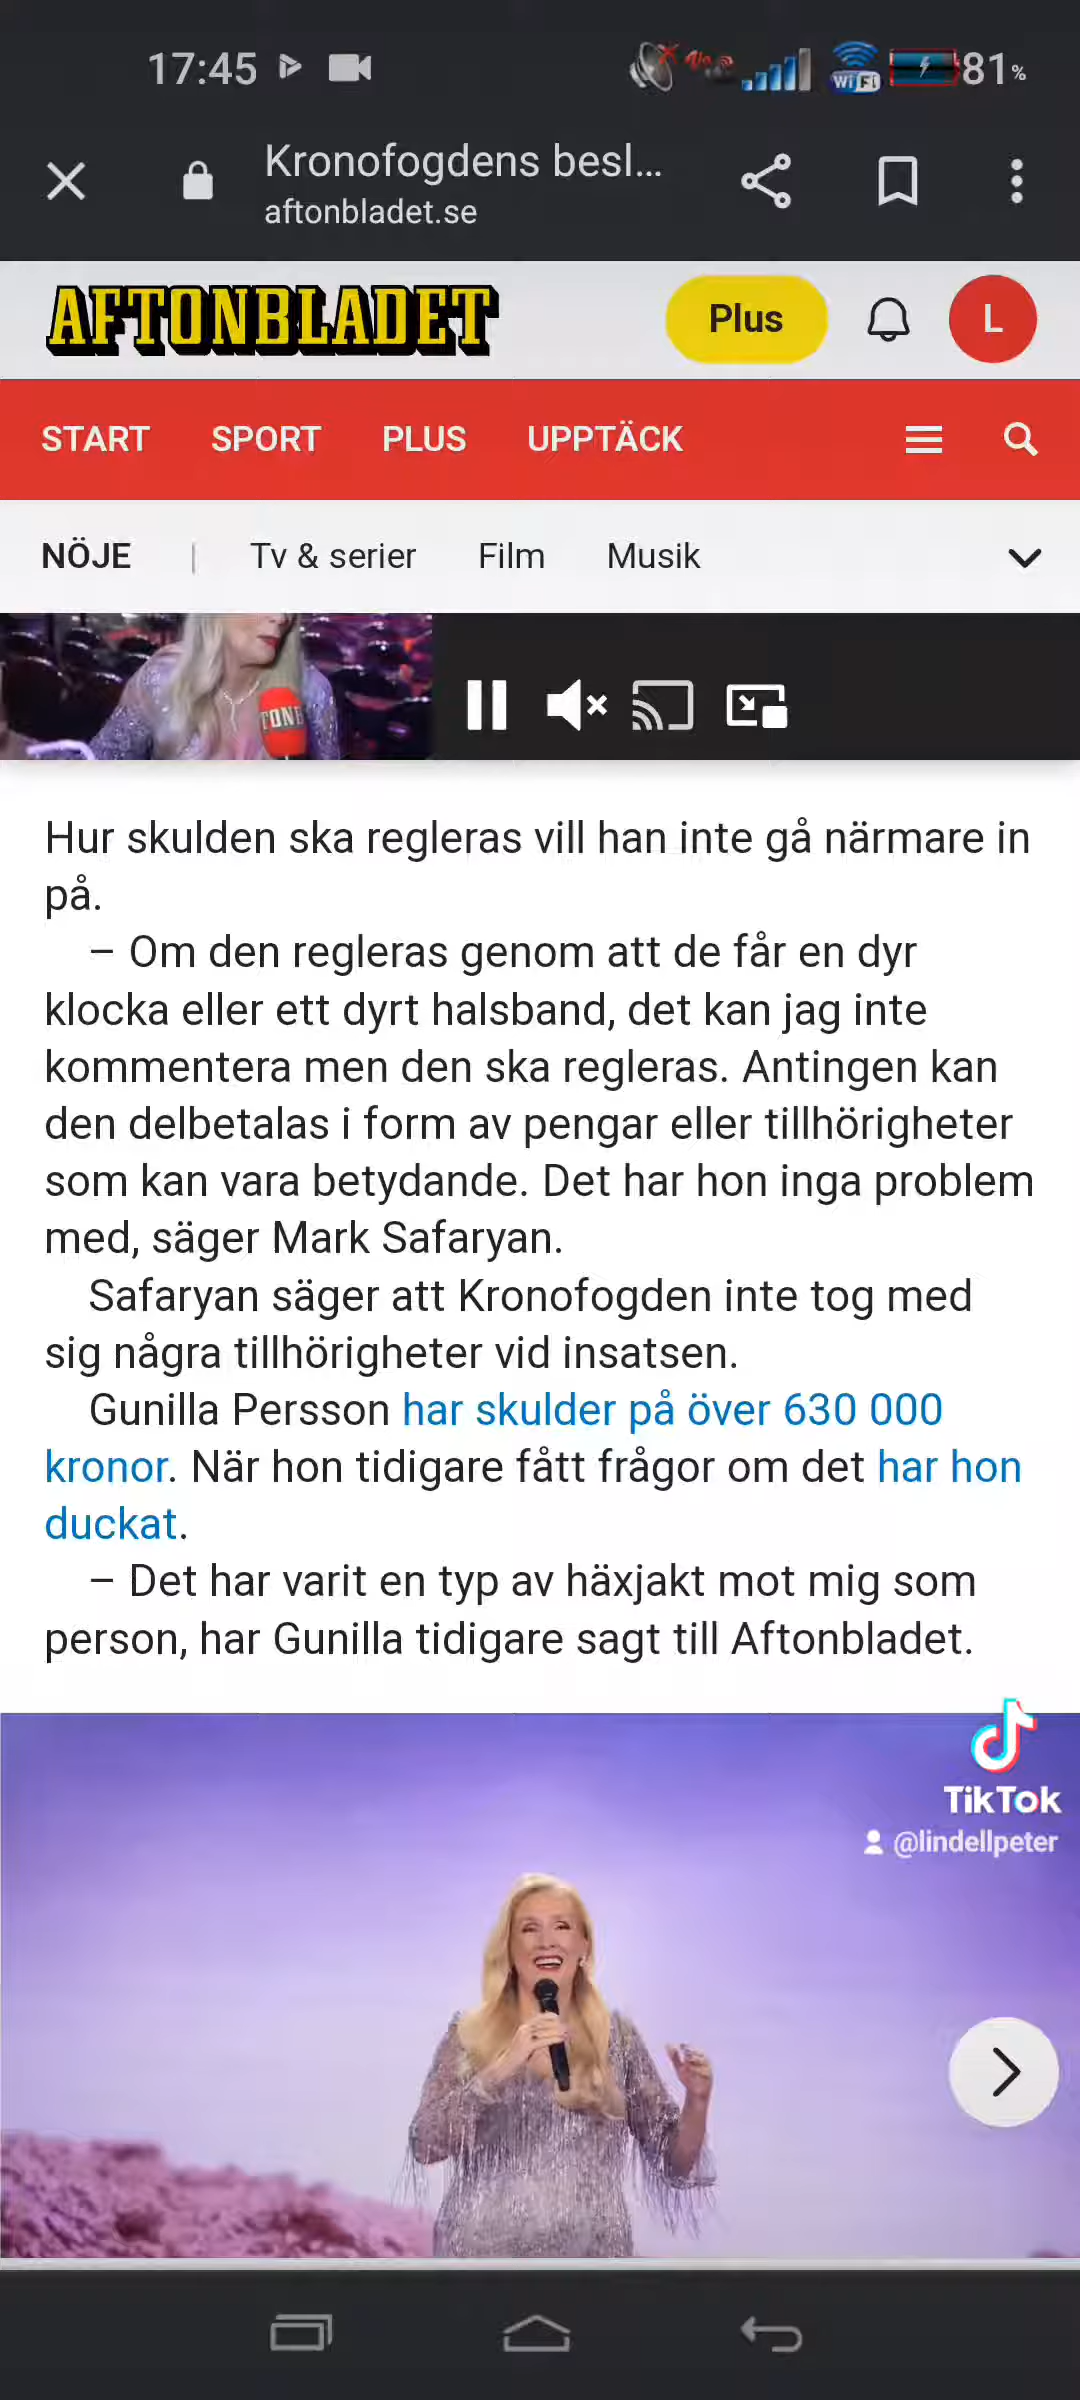 17:45
WiFi
81%
Kronofogdens besl...
aftonbladet.se
AFTONBLADET
Plus
L
START SPORT PLUS UPPTÄCK
NÖJE | Tv & serier Film Musik
TONB
Hur skulden ska regleras vill han inte gå närmare in
på.
– Om den regleras genom att de får en dyr
klocka eller ett dyrt halsband, det kan jag inte
kommentera men den ska regleras. Antingen kan
den delbetalas i form av pengar eller tillhörigheter
som kan vara betydande. Det har hon inga problem
med, säger Mark Safaryan.
Safaryan säger att Kronofogden inte tog med
sig några tillhörigheter vid insatsen.
Gunilla Persson har skulder på över 630 000
kronor. När hon tidigare fått frågor om det har hon
duckat.
– Det har varit en typ av häxjakt mot mig som
person, har Gunilla tidigare sagt till Aftonbladet.
TikTok
@lindellpeter